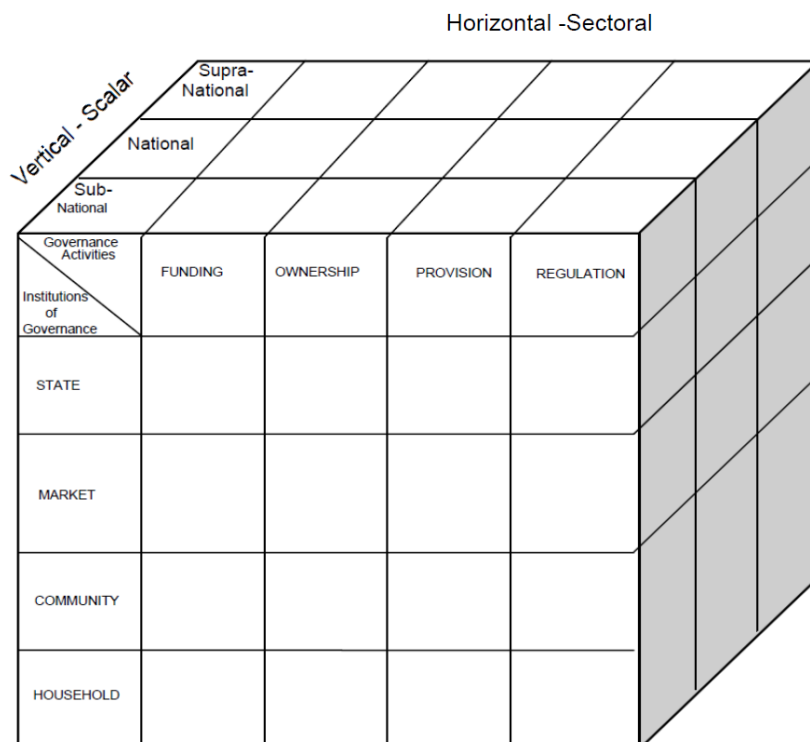 Horizontal -Sectoral
Vertical - Scalar
Supra-
National
National
Sub-
National
Governance
Activities
Institutions
of
Governance
FUNDING
OWNERSHIP
PROVISION
REGULATION
STATE
MARKET
COMMUNITY
HOUSEHOLD